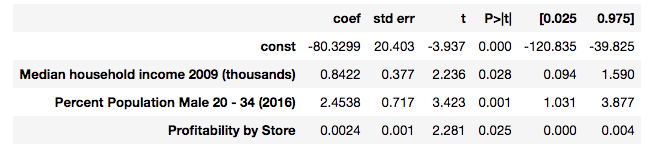 coef std err t P>|t| [0.025 0.975]
const -80.3299 20.403 -3.937 0.000 -120.835 -39.825
Median household income 2009 (thousands) 0.8422 0.377 2.236 0.028 0.094 1.590
Percent Population Male 20 - 34 (2016) 2.4538 0.717 3.423 0.001 1.031 3.877
Profitability by Store 0.0024 0.001 2.281 0.025 0.000 0.004